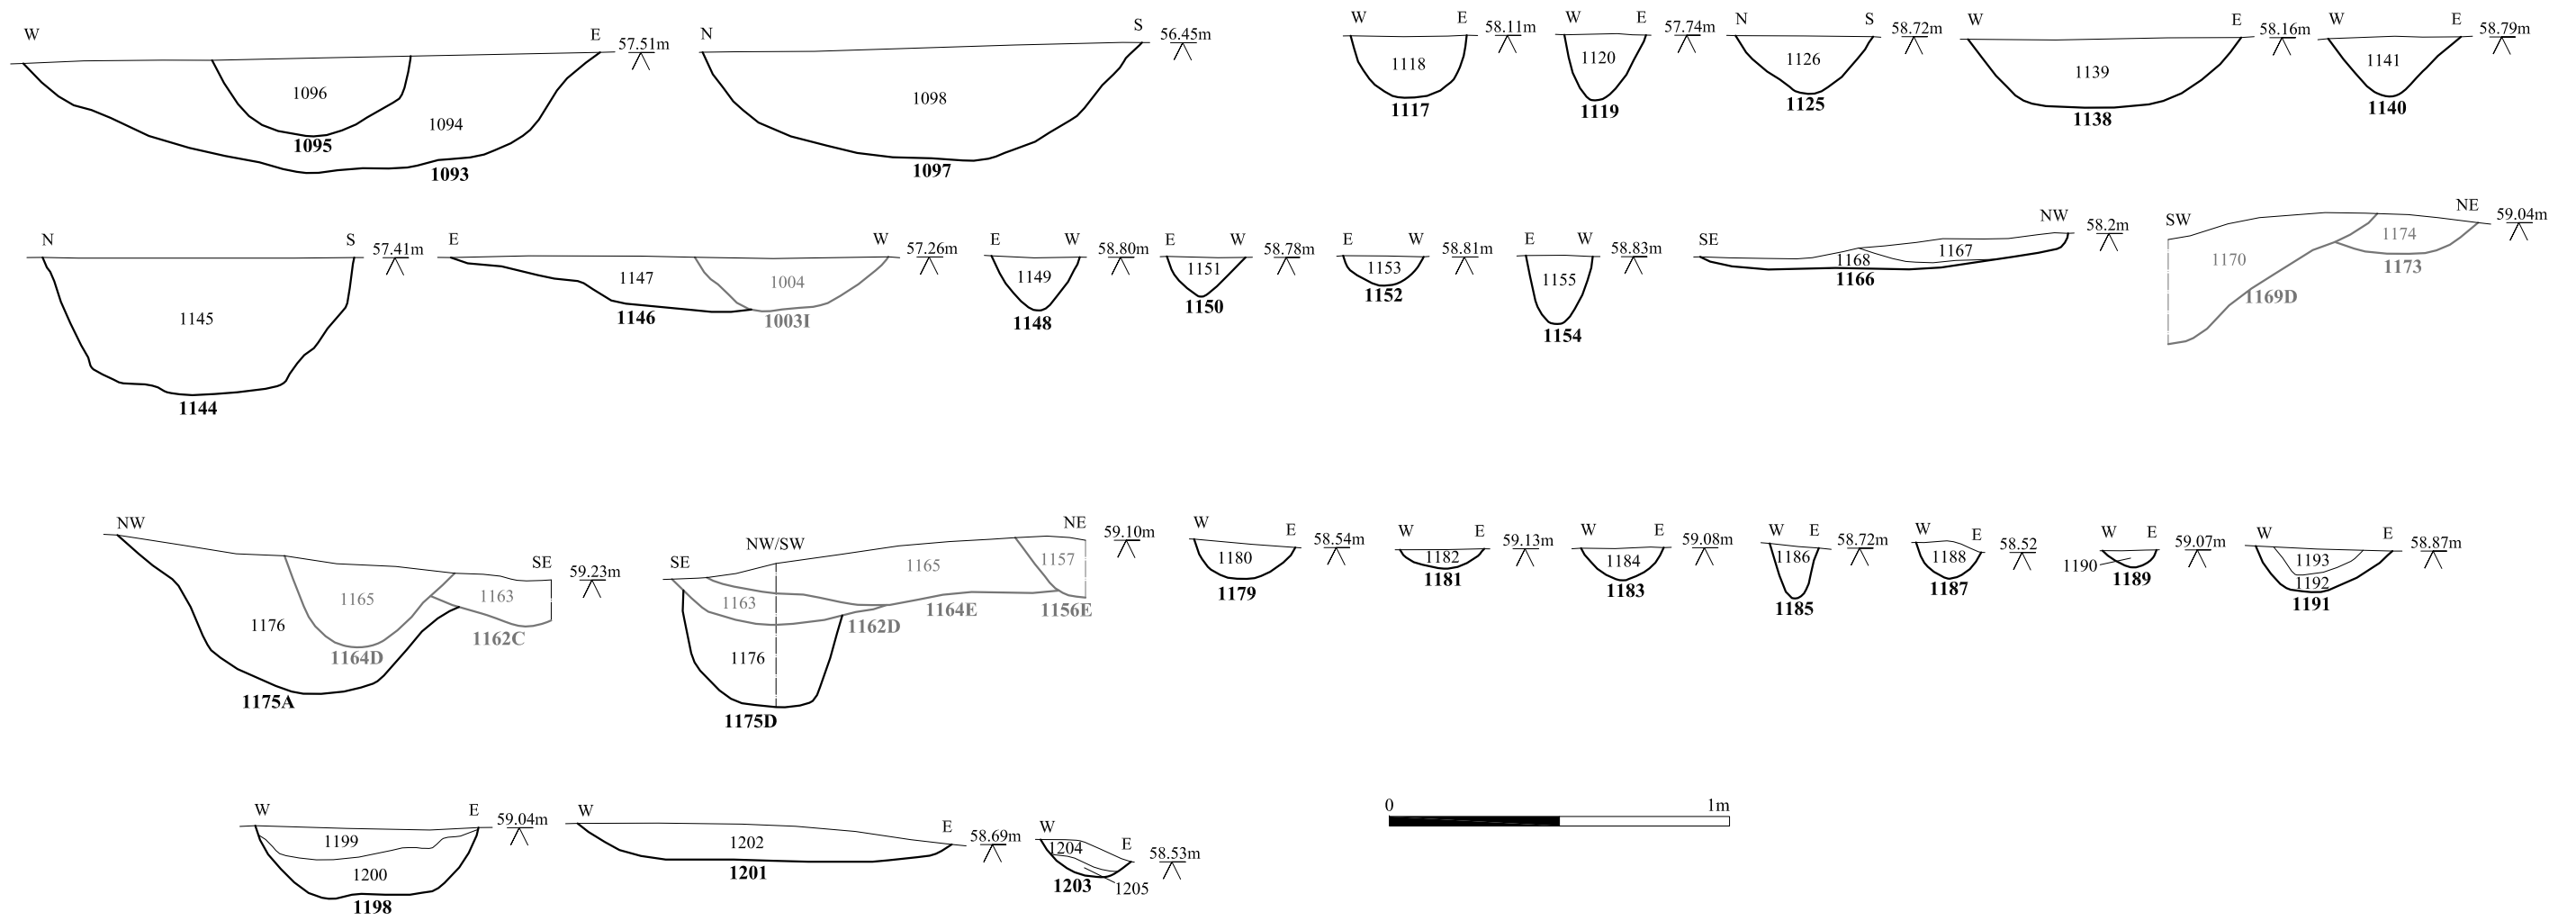 W E 57.51m
1096
1094
1095
1093
N S 56.45m
1098
1097
W E 58.11m
1118
1117
W E 57.74m
1120
1119
N S 58.72m
1126
1125
W E 58.16m
1139
1138
W E 58.79m
1141
1140
N S 57.41m
1145
1144
E W 57.26m
1147 1004
1146 1003I
E W 58.80m
1149
1148
E W 58.78m
1151
1150
E W 58.81m
1153
1152
E W 58.83m
1155
1154
SE NW 58.2m
1168 1167
1166
SW NE 59.04m
1170 1174
1173
1169D
NW SE 59.23m
1165 1163
1176
1164D 1162C
1175A
SE NW/SW NE 59.10m
1163 1165 1157
1162D 1164E 1156E
1176
1175D
W E 58.54m
1180
1179
W E 59.13m
1182
1181
W E 59.08m
1184
1183
W E 58.72m
1186
1185
W E 58.52
1188
1187
W E 59.07m
1190 1189
W E 58.87m
1193
1192
1191
W E 59.04m
1199
1200
1198
W E 58.69m
1202
1201
W E 58.53m
1204
1203 1205
0 1m